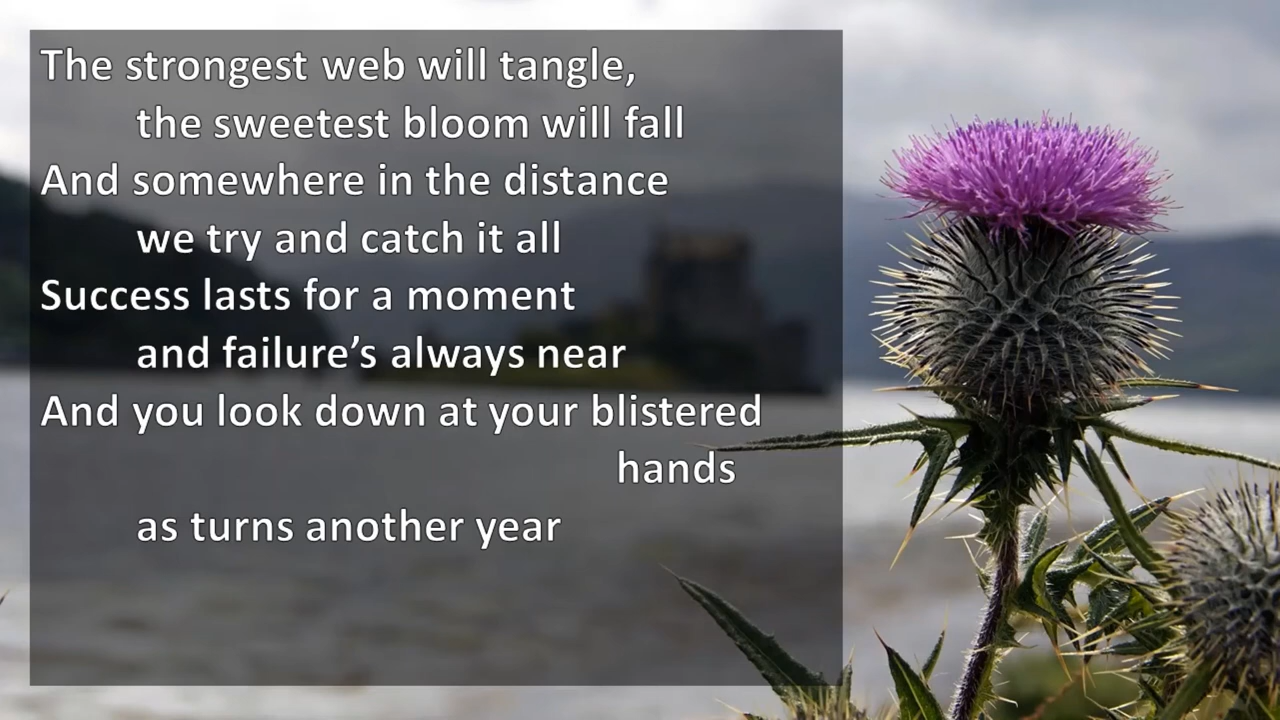 The strongest web will tangle,
the sweetest bloom will fall
And somewhere in the distance
we try and catch it all
Success lasts for a moment
and failure’s always near
And you look down at your blistered
hands
as turns another year